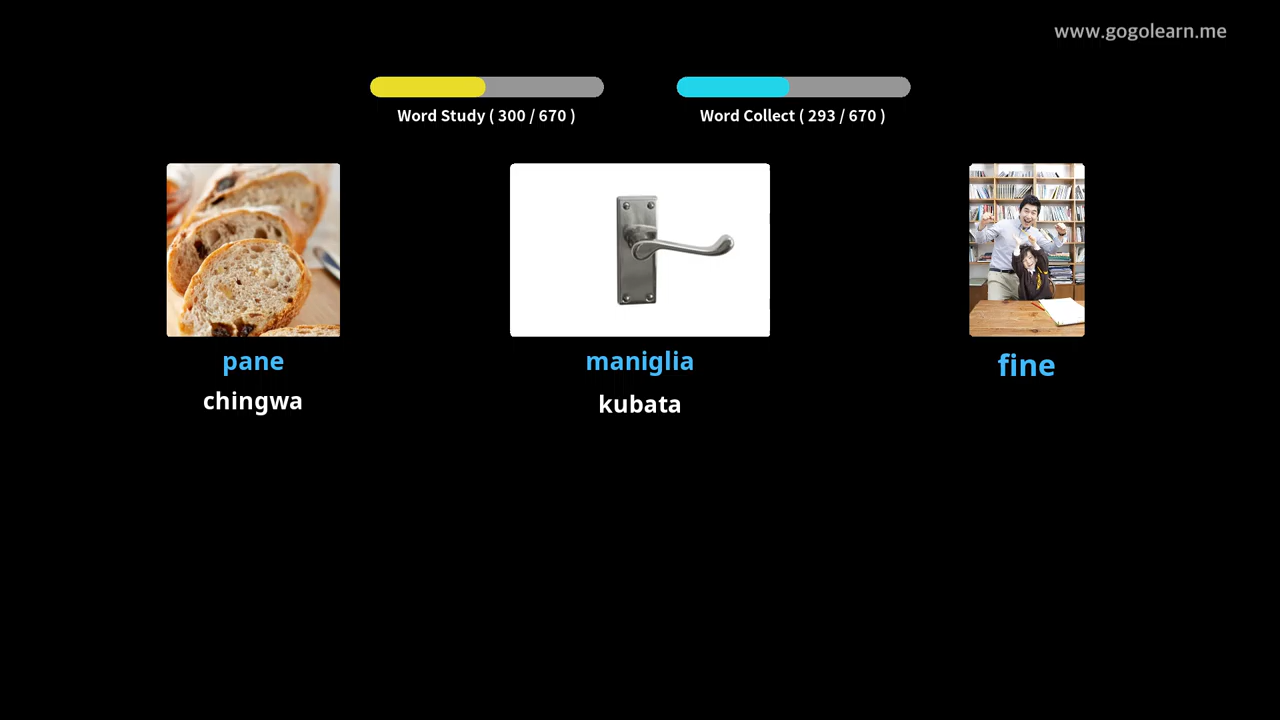 www.gogolearn.me
Word Study ( 300 / 670 )
Word Collect ( 293 / 670 )
pane
chingwa
maniglia
kubata
fine